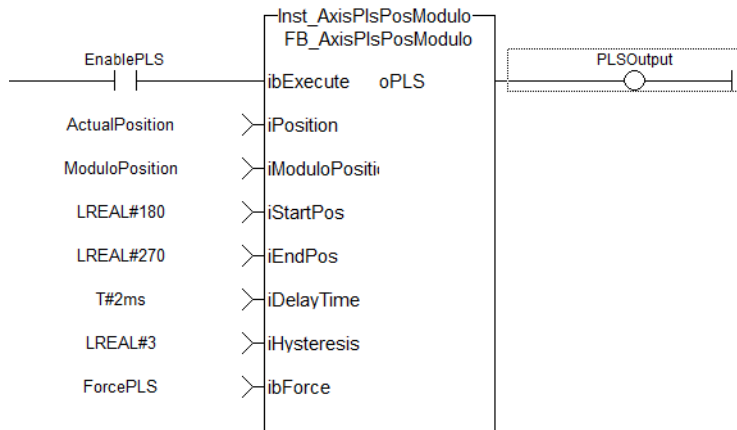 Inst_AxisPlsPosModulo
FB_AxisPlsPosModulo
EnablePLS
PLSOutput
ibExecute oPLS
ActualPosition iPosition
ModuloPosition iModuloPositi
LREAL#180 iStartPos
LREAL#270 iEndPos
T#2ms iDelayTime
LREAL#3 iHysteresis
ForcePLS ibForce